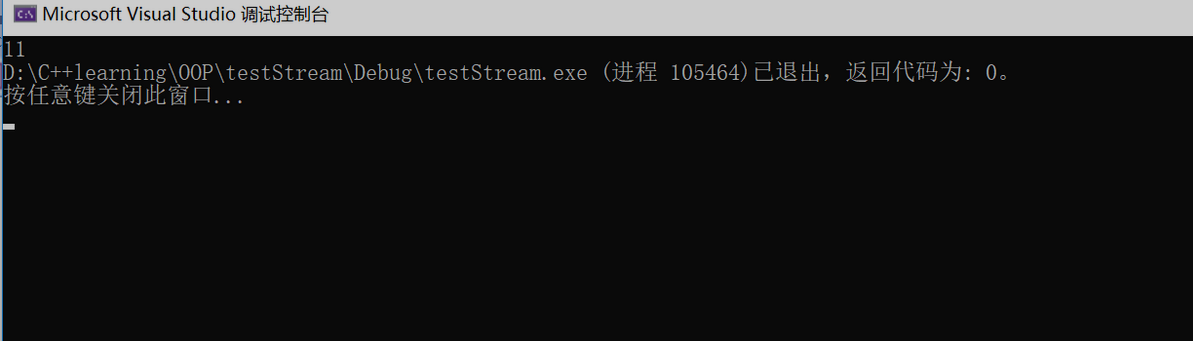 Microsoft Visual Studio 调试控制台
11
D:\C++learning\OOP\testStream\Debug\testStream.exe (进程 105464)已退出，返回代码为: 0。
按任意键关闭此窗口...